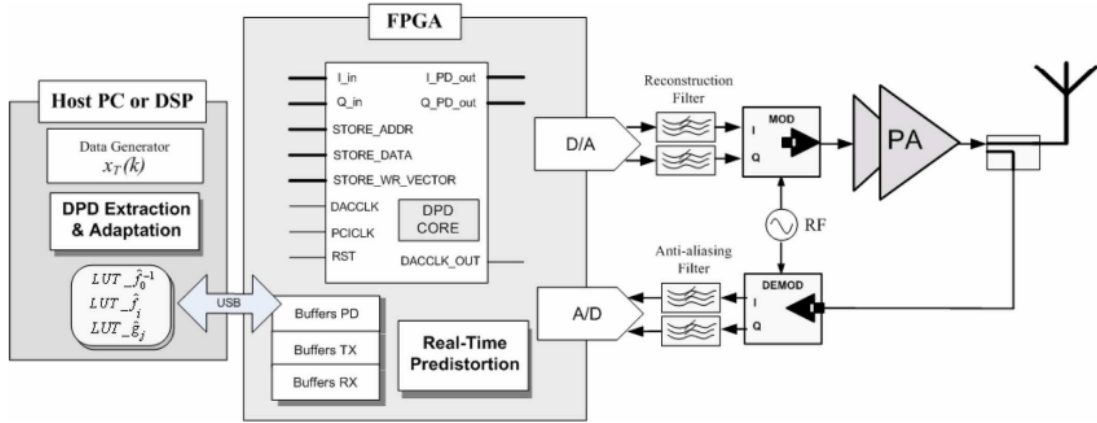 FPGA
Host PC or DSP
Data Generator
x_T(k)
DPD Extraction
& Adaptation
LUT_f̂_0^{-1}
LUT_f̂_i
LUT_ĝ_j
USB
I_in
Q_in
STORE_ADDR
STORE_DATA
STORE_WR_VECTOR
DACCLK
PCICLK
RST
I_PD_out
Q_PD_out
DPD
CORE
DACCLK_OUT
Buffers PD
Buffers TX
Buffers RX
Real-Time
Predistortion
D/A
Reconstruction
Filter
MOD
I
Q
PA
RF
Anti-aliasing
Filter
DEMOD
I
Q
A/D